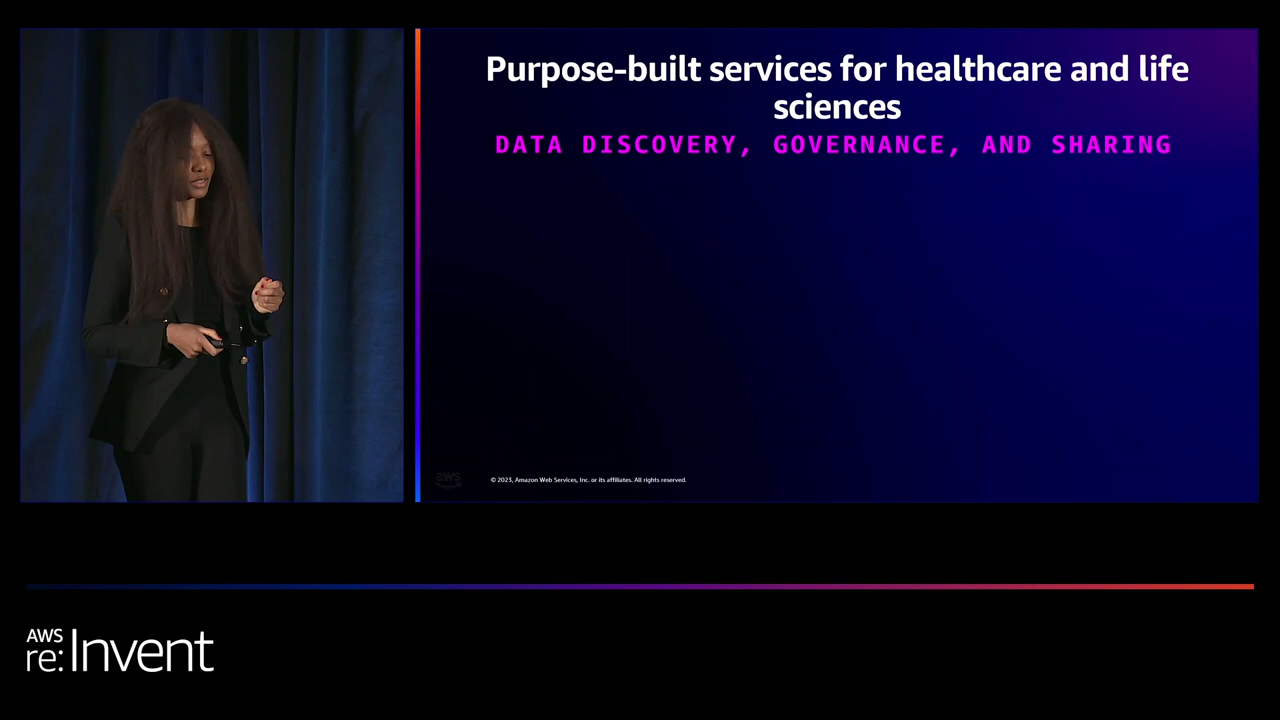 Purpose-built services for healthcare and life
sciences
DATA DISCOVERY, GOVERNANCE, AND SHARING
aws
© 2023, Amazon Web Services, Inc. or its affiliates. All rights reserved.
AWS
re:Invent